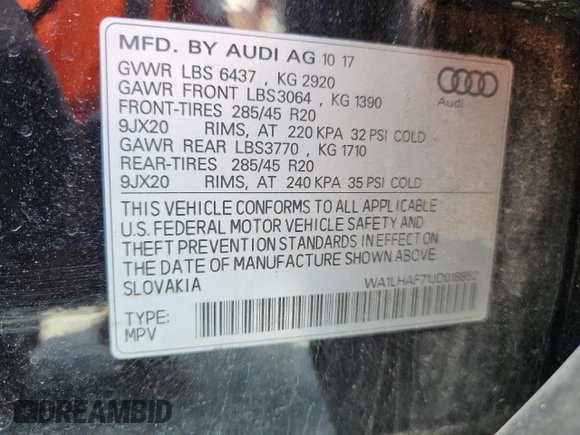 MFD. BY AUDI AG 10 17
GVWR LBS 6437 , KG 2920
GAWR FRONT LBS3064 , KG 1390
FRONT-TIRES 285/45 R20
9JX20 RIMS, AT 220 KPA 32 PSI COLD
GAWR REAR LBS3770 , KG 1710
REAR-TIRES 285/45 R20
9JX20 RIMS, AT 240 KPA 35 PSI COLD
Audi
THIS VEHICLE CONFORMS TO ALL APPLICABLE
U.S. FEDERAL MOTOR VEHICLE SAFETY AND
THEFT PREVENTION STANDARDS IN EFFECT ON
THE DATE OF MANUFACTURE SHOWN ABOVE
SLOVAKIA WA1LHAF71JD018852
TYPE:
MPV
DREAMBID